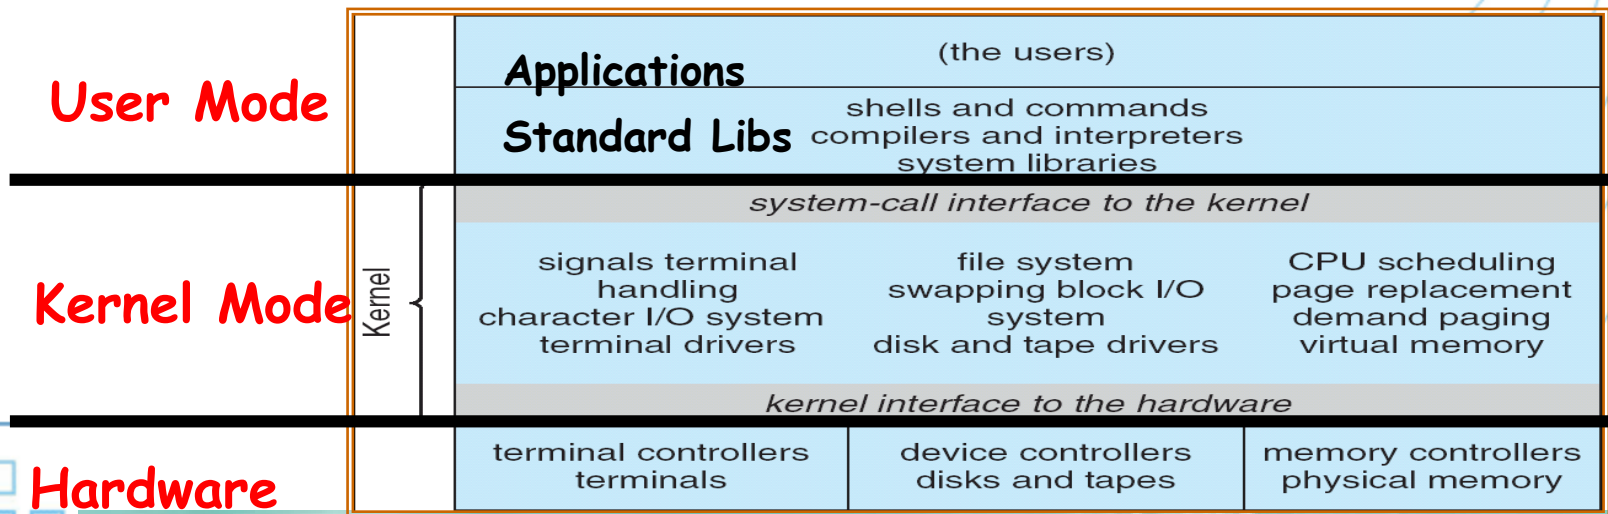 User Mode
Applications
(the users)
Standard Libs
shells and commands
compilers and interpreters
system libraries
Kernel Mode
Kernel
system-call interface to the kernel
signals terminal
handling
character I/O system
terminal drivers
file system
swapping block I/O
system
disk and tape drivers
CPU scheduling
page replacement
demand paging
virtual memory
kernel interface to the hardware
Hardware
terminal controllers
terminals
device controllers
disks and tapes
memory controllers
physical memory